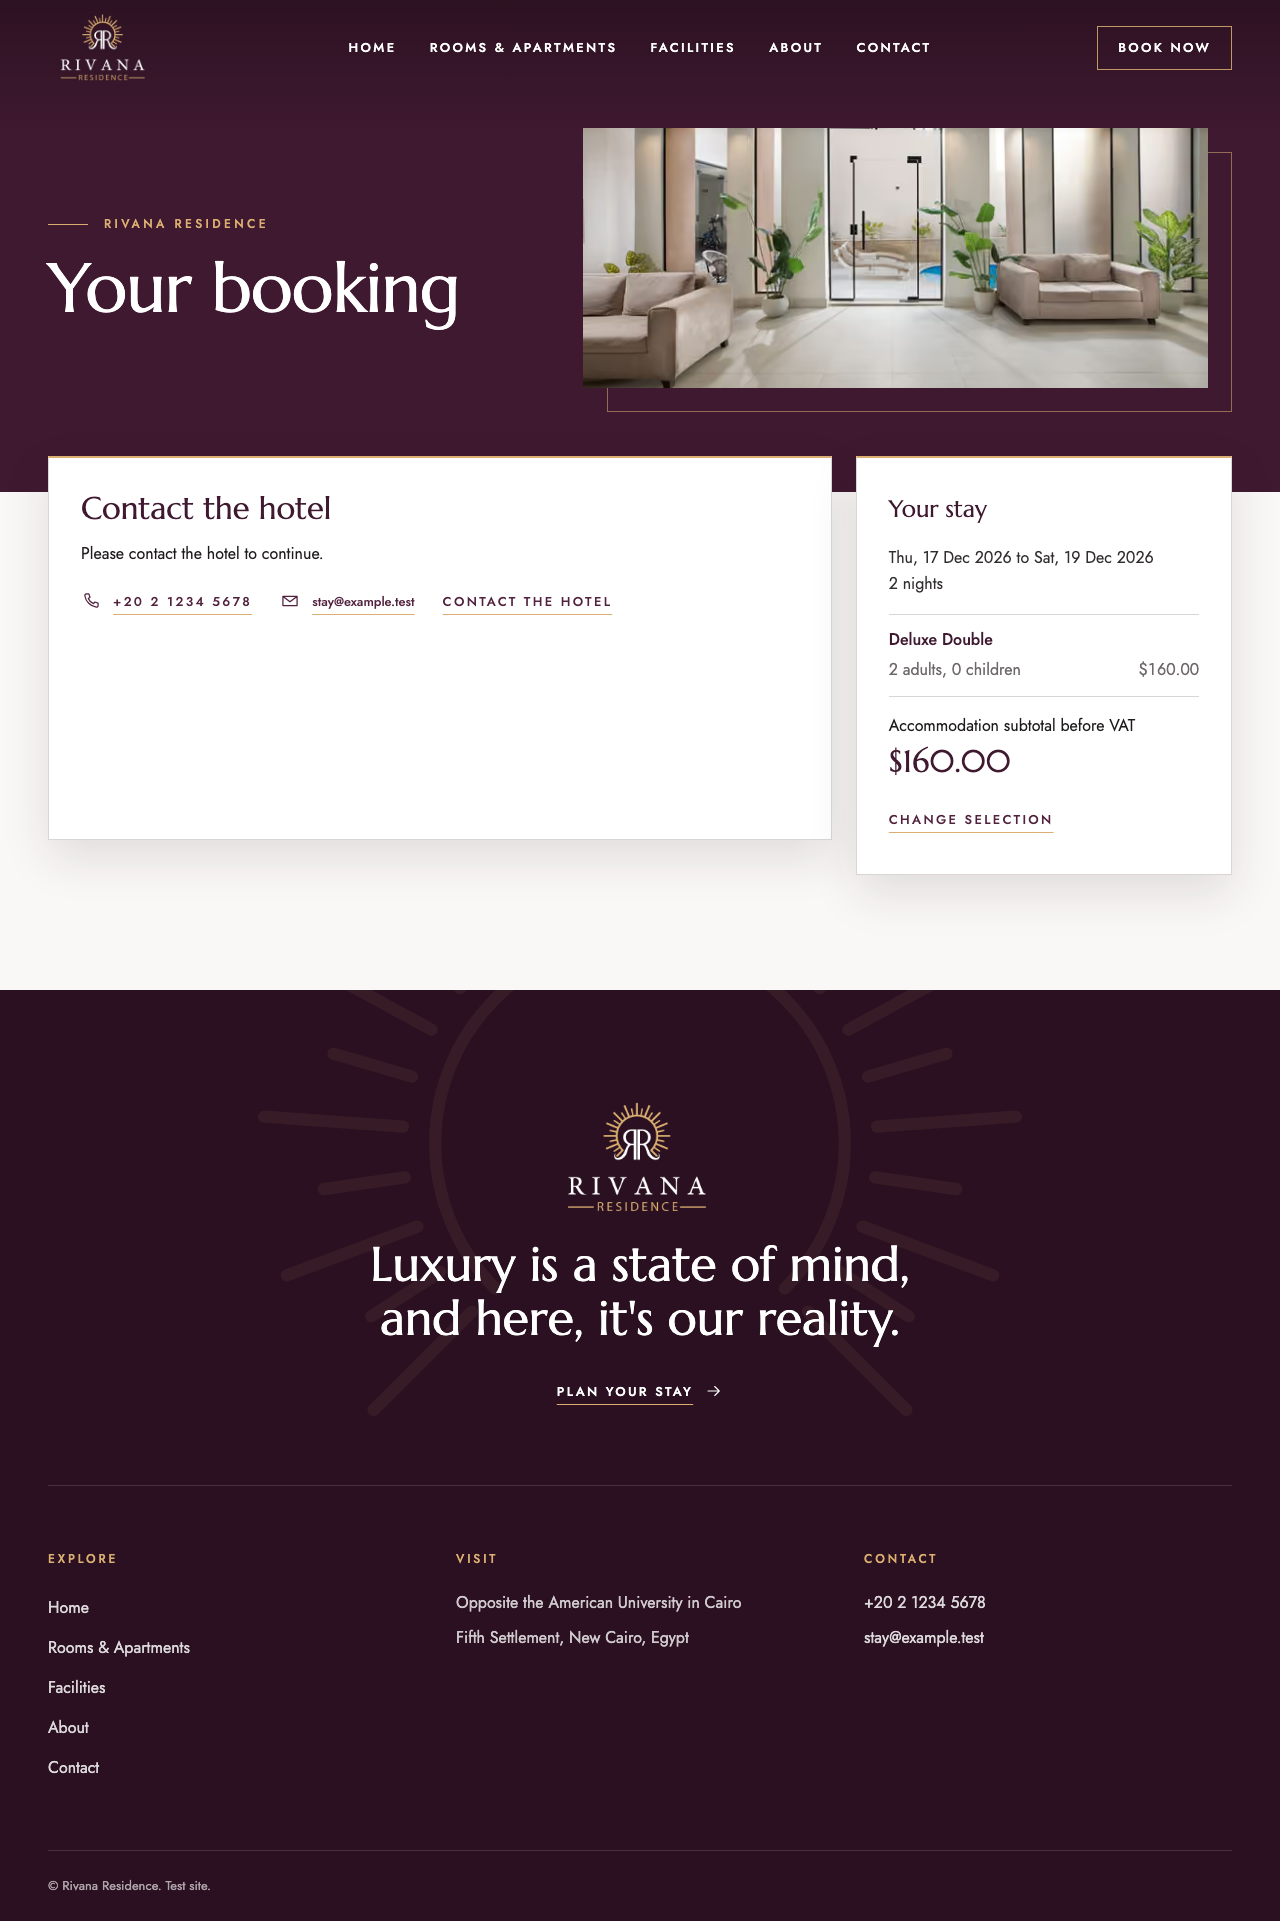 RIVANA
RESIDENCE
HOME
ROOMS & APARTMENTS
FACILITIES
ABOUT
CONTACT
BOOK NOW
RIVANA RESIDENCE
Your booking
Contact the hotel
Please contact the hotel to continue.
+20 2 1234 5678
stay@example.test
CONTACT THE HOTEL
Your stay
Thu, 17 Dec 2026 to Sat, 19 Dec 2026
2 nights
Deluxe Double
2 adults, 0 children $160.00
Accommodation subtotal before VAT
$160.00
CHANGE SELECTION
RIVANA
RESIDENCE
Luxury is a state of mind,
and here, it's our reality.
PLAN YOUR STAY
EXPLORE
Home
Rooms & Apartments
Facilities
About
Contact
VISIT
Opposite the American University in Cairo
Fifth Settlement, New Cairo, Egypt
CONTACT
+20 2 1234 5678
stay@example.test
© Rivana Residence. Test site.